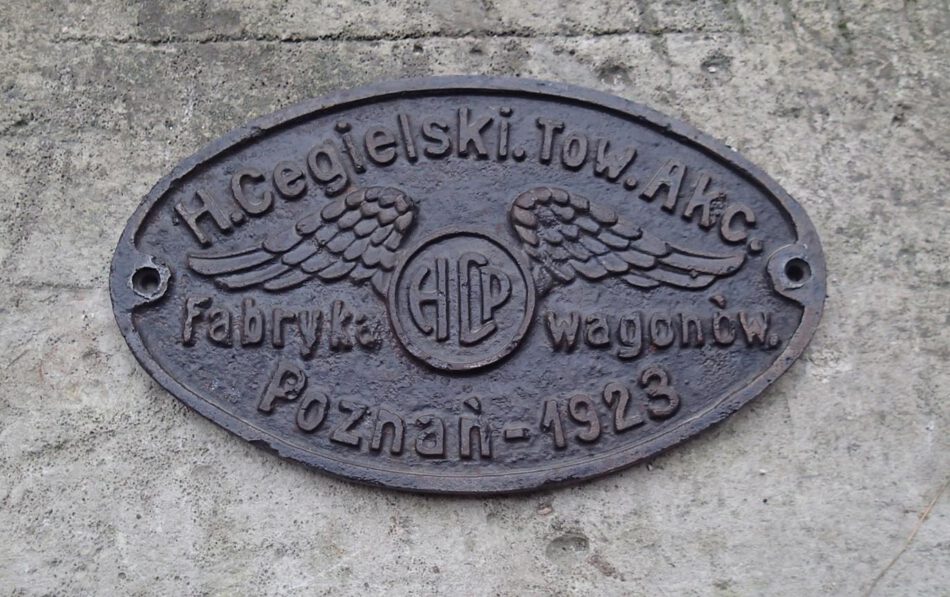 H. Cegielski. Tow. Akc.
HCP
Fabryka wagonów.
Poznań - 1923